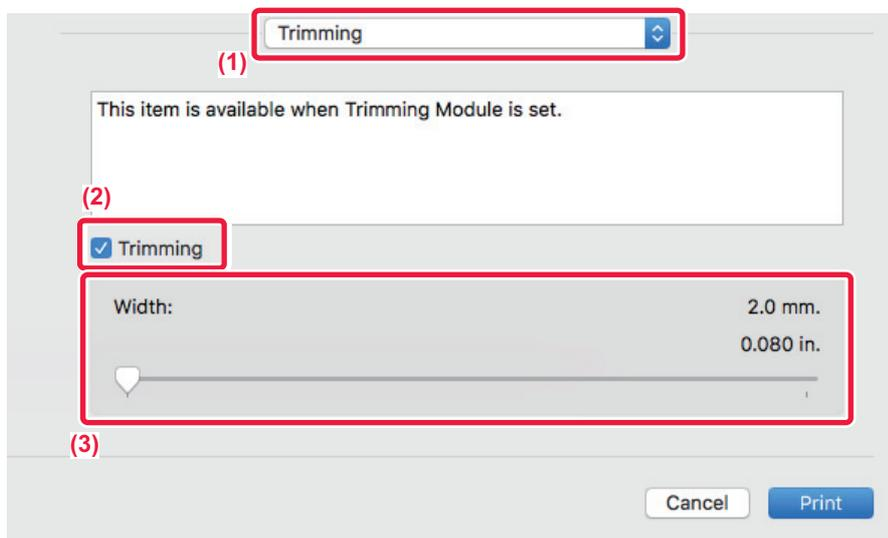 Trimming
(1)
This item is available when Trimming Module is set.
(2)
Trimming
Width: 2.0 mm.
0.080 in.
(3)
Cancel Print